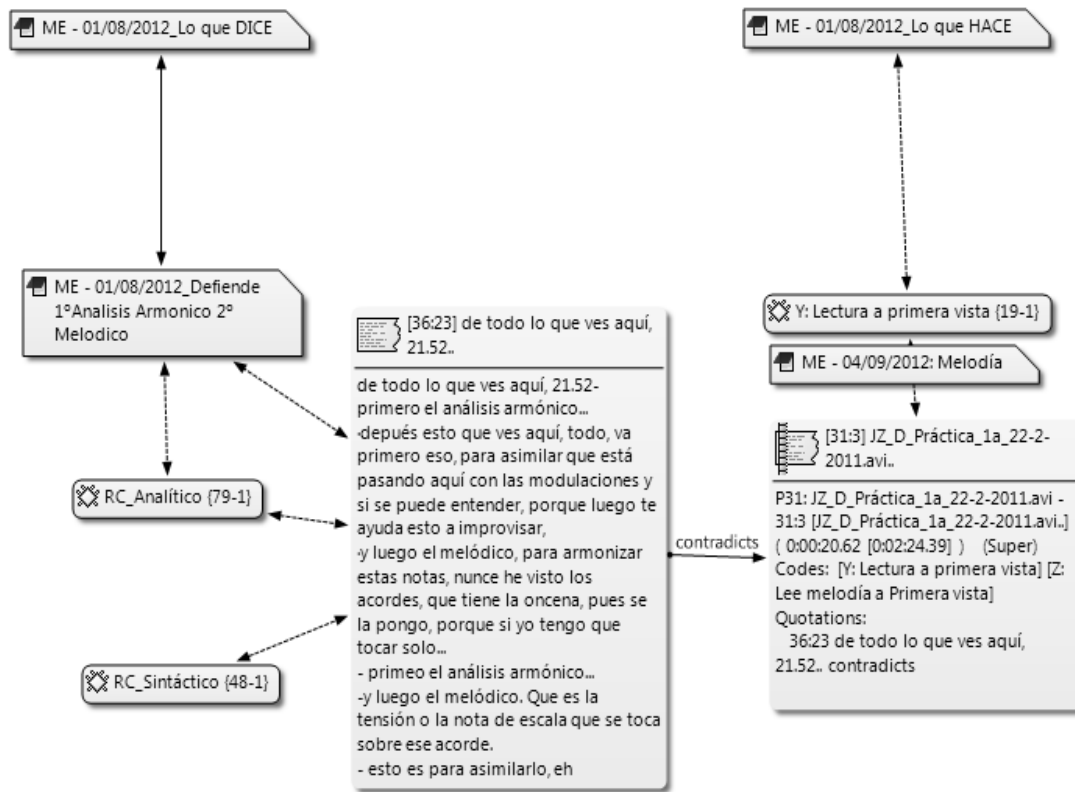 ME - 01/08/2012_Lo que DICE
ME - 01/08/2012_Lo que HACE
ME - 01/08/2012_Defiende
1ºAnalisis Armonico 2º
Melodico
RC_Analítico {79-1}
RC_Sintáctico {48-1}
[36:23] de todo lo que ves aquí,
21.52..
de todo lo que ves aquí, 21.52-
primero el análisis armónico...
-depués esto que ves aquí, todo, va
primero eso, para asimilar que está
pasando aquí con las modulaciones y
si se puede entender, porque luego te
ayuda esto a improvisar,
-y luego el melódico, para armonizar
estas notas, nunce he visto los
acordes, que tiene la oncena, pues se
la pongo, porque si yo tengo que
tocar solo...
- primeo el análisis armónico...
-y luego el melódico. Que es la
tensión o la nota de escala que se toca
sobre ese acorde.
- esto es para asimilarlo, eh
contradicts
Y: Lectura a primera vista {19-1}
ME - 04/09/2012: Melodía
[31:3] JZ_D_Práctica_1a_22-2-
2011.avi..
P31: JZ_D_Práctica_1a_22-2-2011.avi -
31:3 [JZ_D_Práctica_1a_22-2-2011.avi..]
( 0:00:20.62 [0:02:24.39] ) (Super)
Codes: [Y: Lectura a primera vista] [Z:
Lee melodía a Primera vista]
Quotations:
36:23 de todo lo que ves aquí,
21.52.. contradicts